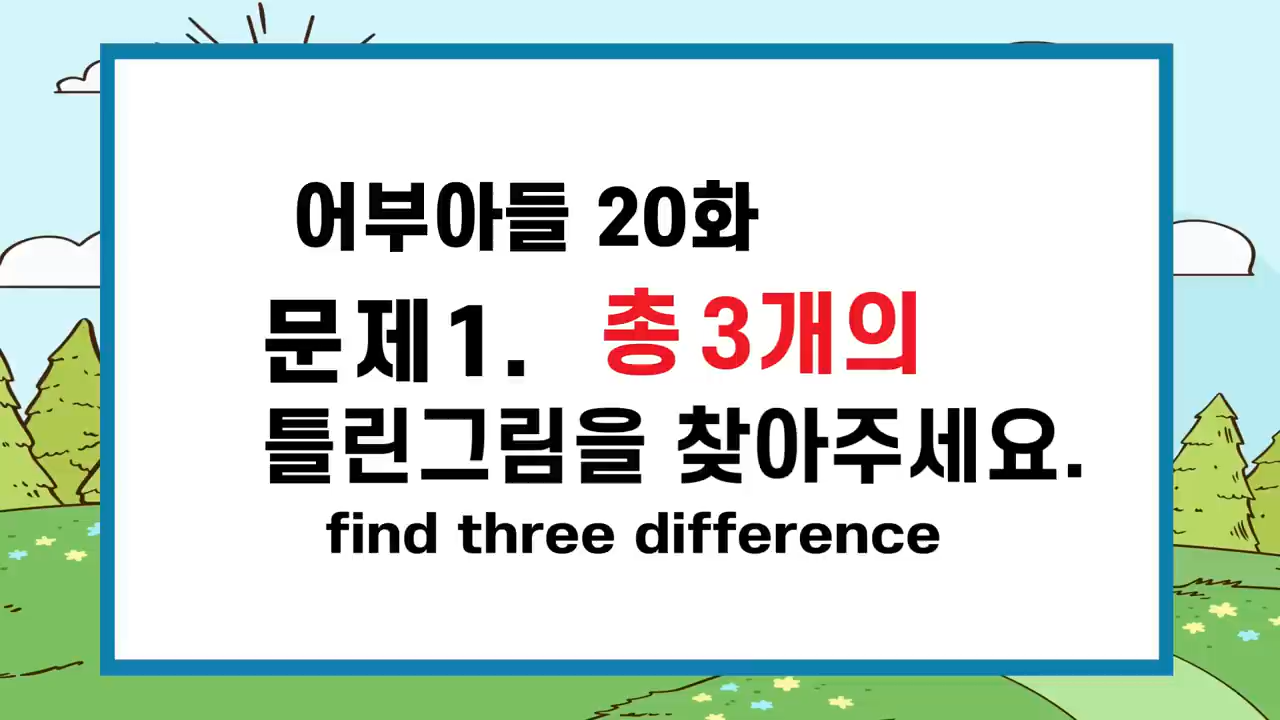 어부아들 20화
문제1. 총 3개의
틀린그림을 찾아주세요.
find three difference